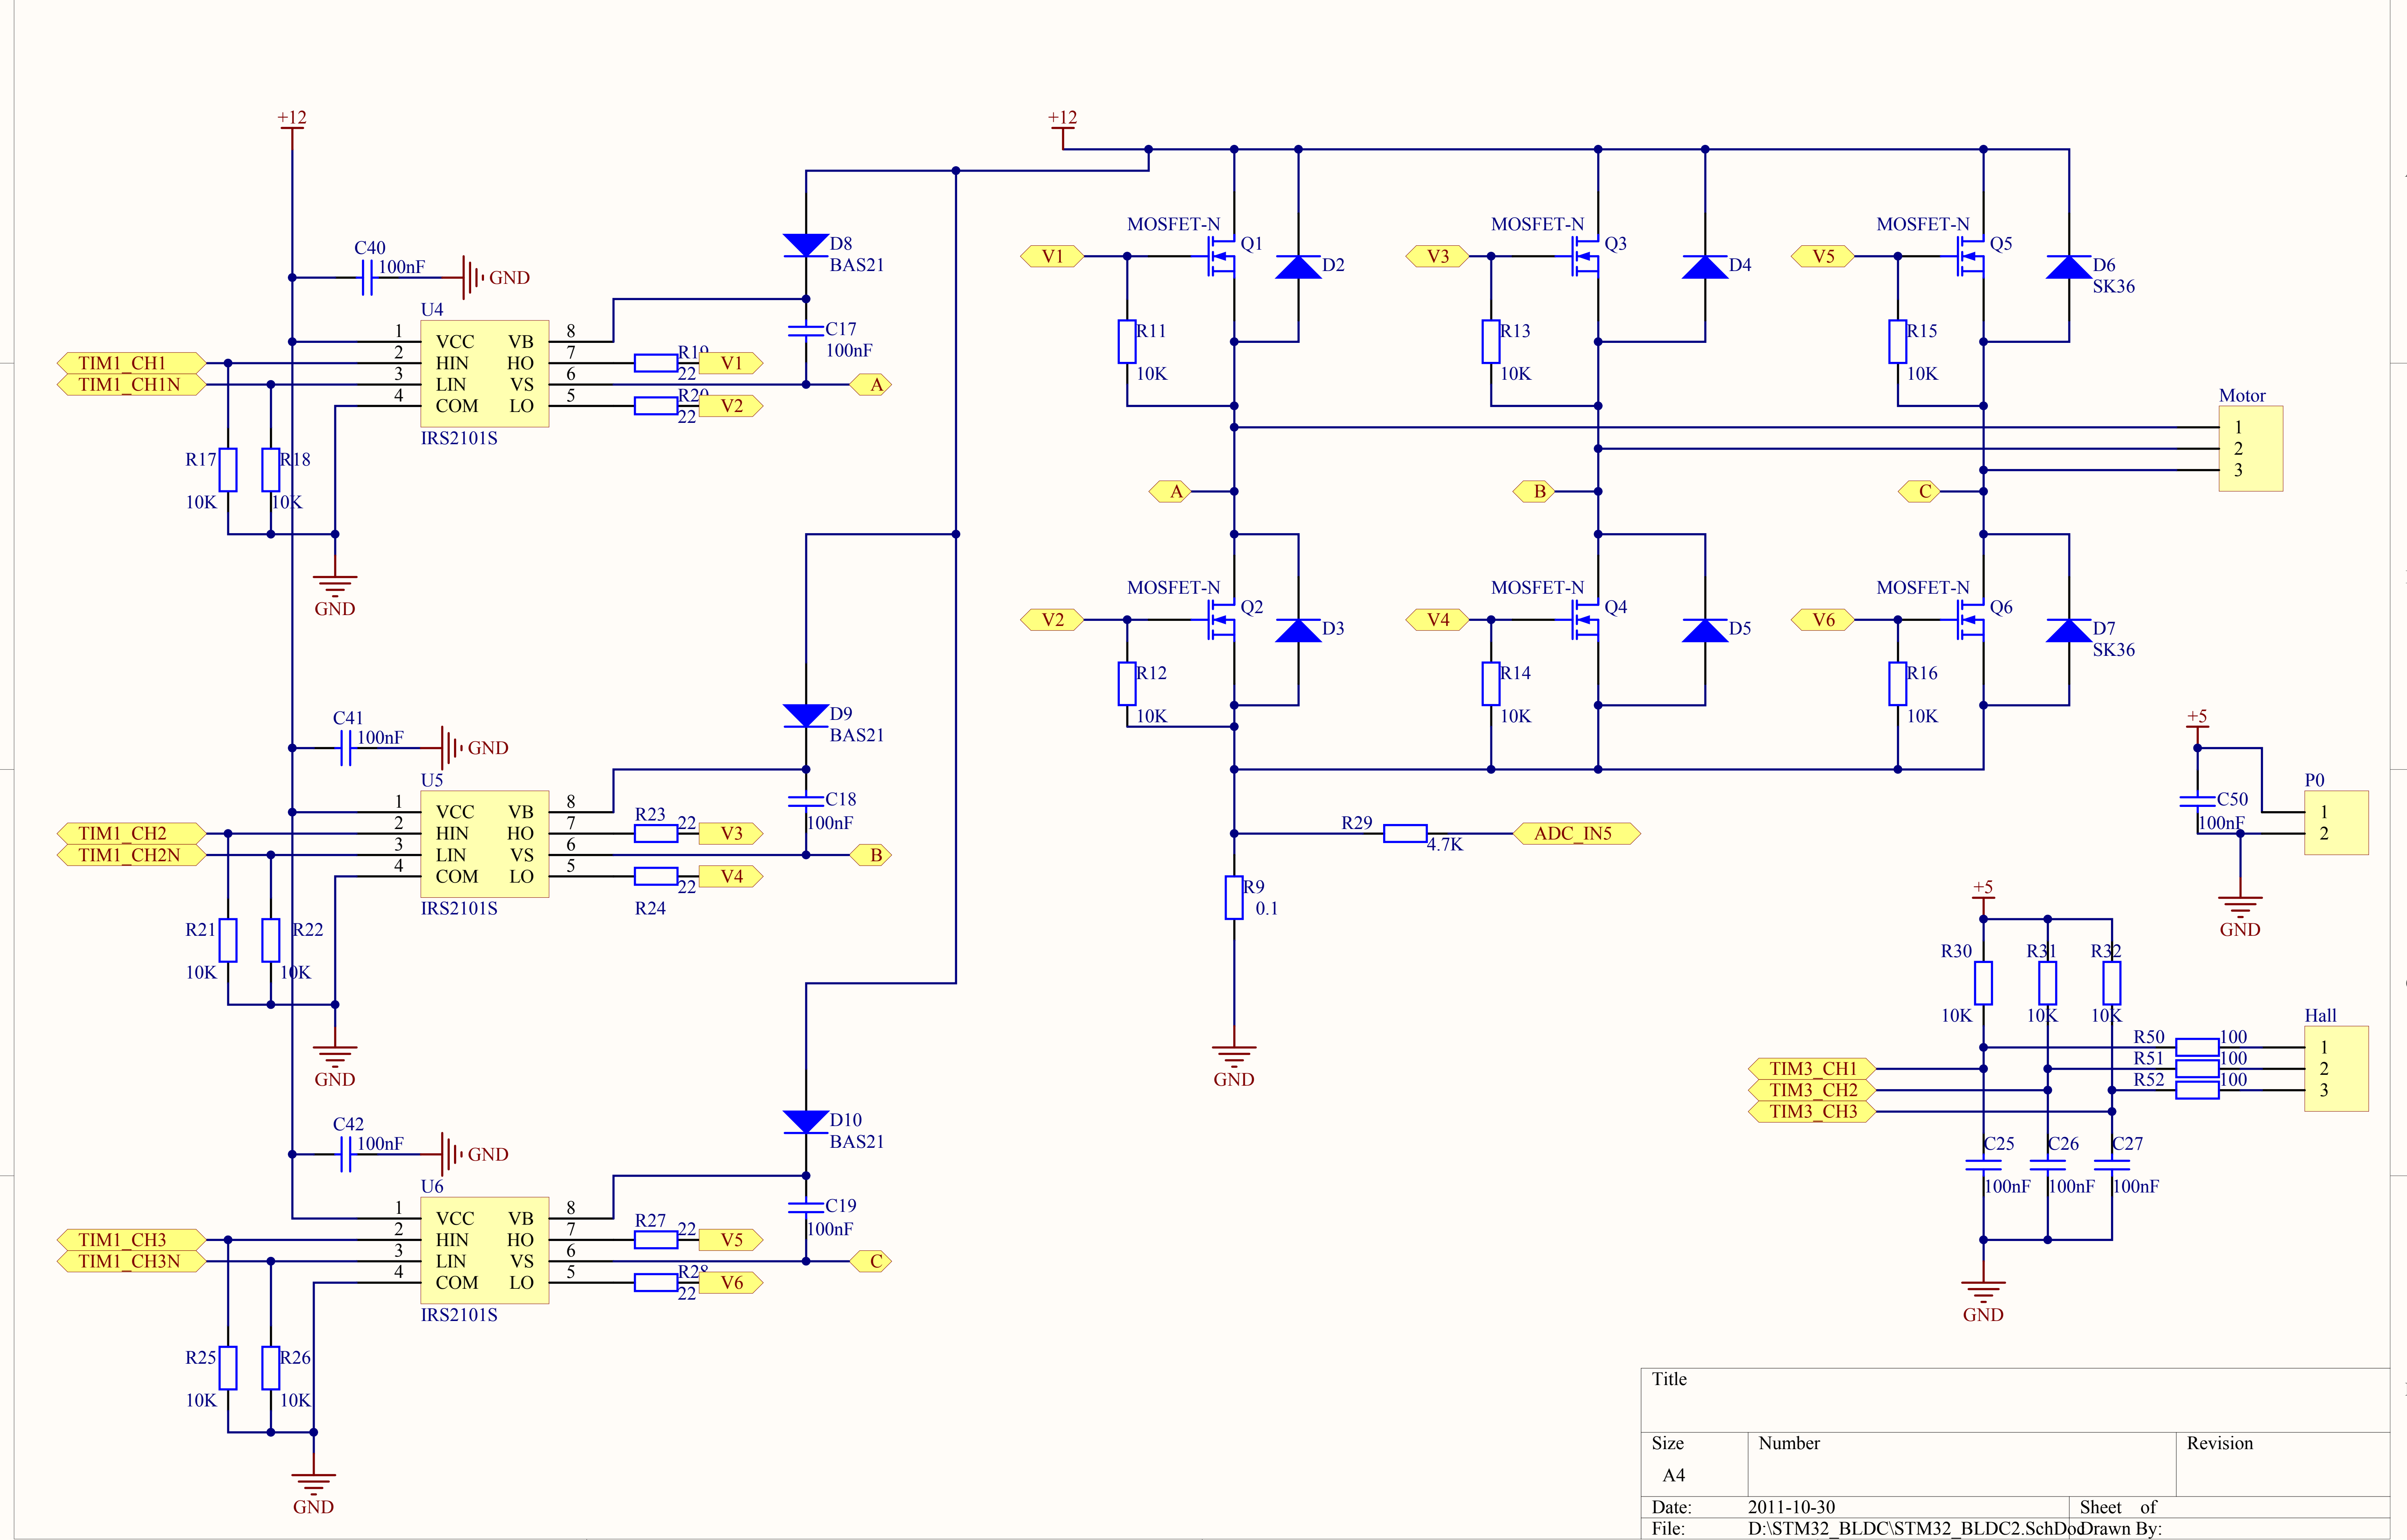 +12
+12
C40
100nF
GND
D8
BAS21
U4
1 VCC VB 8
2 HIN HO 7
3 LIN VS 6
4 COM LO 5
IRS2101S
TIM1_CH1
TIM1_CH1N
R19
22
V1
R20
22
V2
C17
100nF
A
R17
10K
R18
10K
GND
C41
100nF
GND
D9
BAS21
U5
1 VCC VB 8
2 HIN HO 7
3 LIN VS 6
4 COM LO 5
IRS2101S
TIM1_CH2
TIM1_CH2N
R23
22
V3
22
V4
R24
C18
100nF
B
R21
10K
R22
10K
GND
C42
100nF
GND
D10
BAS21
U6
1 VCC VB 8
2 HIN HO 7
3 LIN VS 6
4 COM LO 5
IRS2101S
TIM1_CH3
TIM1_CH3N
R27
22
V5
R28
22
V6
C19
100nF
C
R25
10K
R26
10K
GND
MOSFET-N
Q1
V1
D2
R11
10K
MOSFET-N
Q3
V3
D4
R13
10K
MOSFET-N
Q5
V5
D6
SK36
R15
10K
Motor
1
2
3
A
B
C
MOSFET-N
Q2
V2
D3
R12
10K
MOSFET-N
Q4
V4
D5
R14
10K
MOSFET-N
Q6
V6
D7
SK36
R16
10K
R29
4.7K
ADC_IN5
R9
0.1
GND
+5
P0
1
2
C50
100nF
GND
+5
R30
10K
R31
10K
R32
10K
Hall
R50 100 1
R51 100 2
R52 100 3
TIM3_CH1
TIM3_CH2
TIM3_CH3
C25
100nF
C26
100nF
C27
100nF
GND
Title
Size
A4
Number
Revision
Date: 2011-10-30 Sheet of
File: D:\STM32_BLDC\STM32_BLDC2.SchDoc Drawn By: